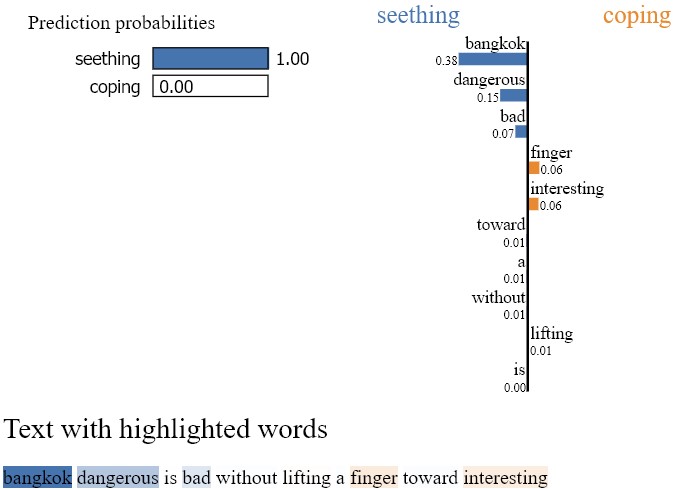 Prediction probabilities
seething 1.00
coping 0.00
seething coping
bangkok
0.38
dangerous
0.15
bad
0.07
finger
0.06
interesting
0.06
toward
0.01
a
0.01
without
0.01
lifting
0.01
is
0.00
Text with highlighted words
bangkok dangerous is bad without lifting a finger toward interesting